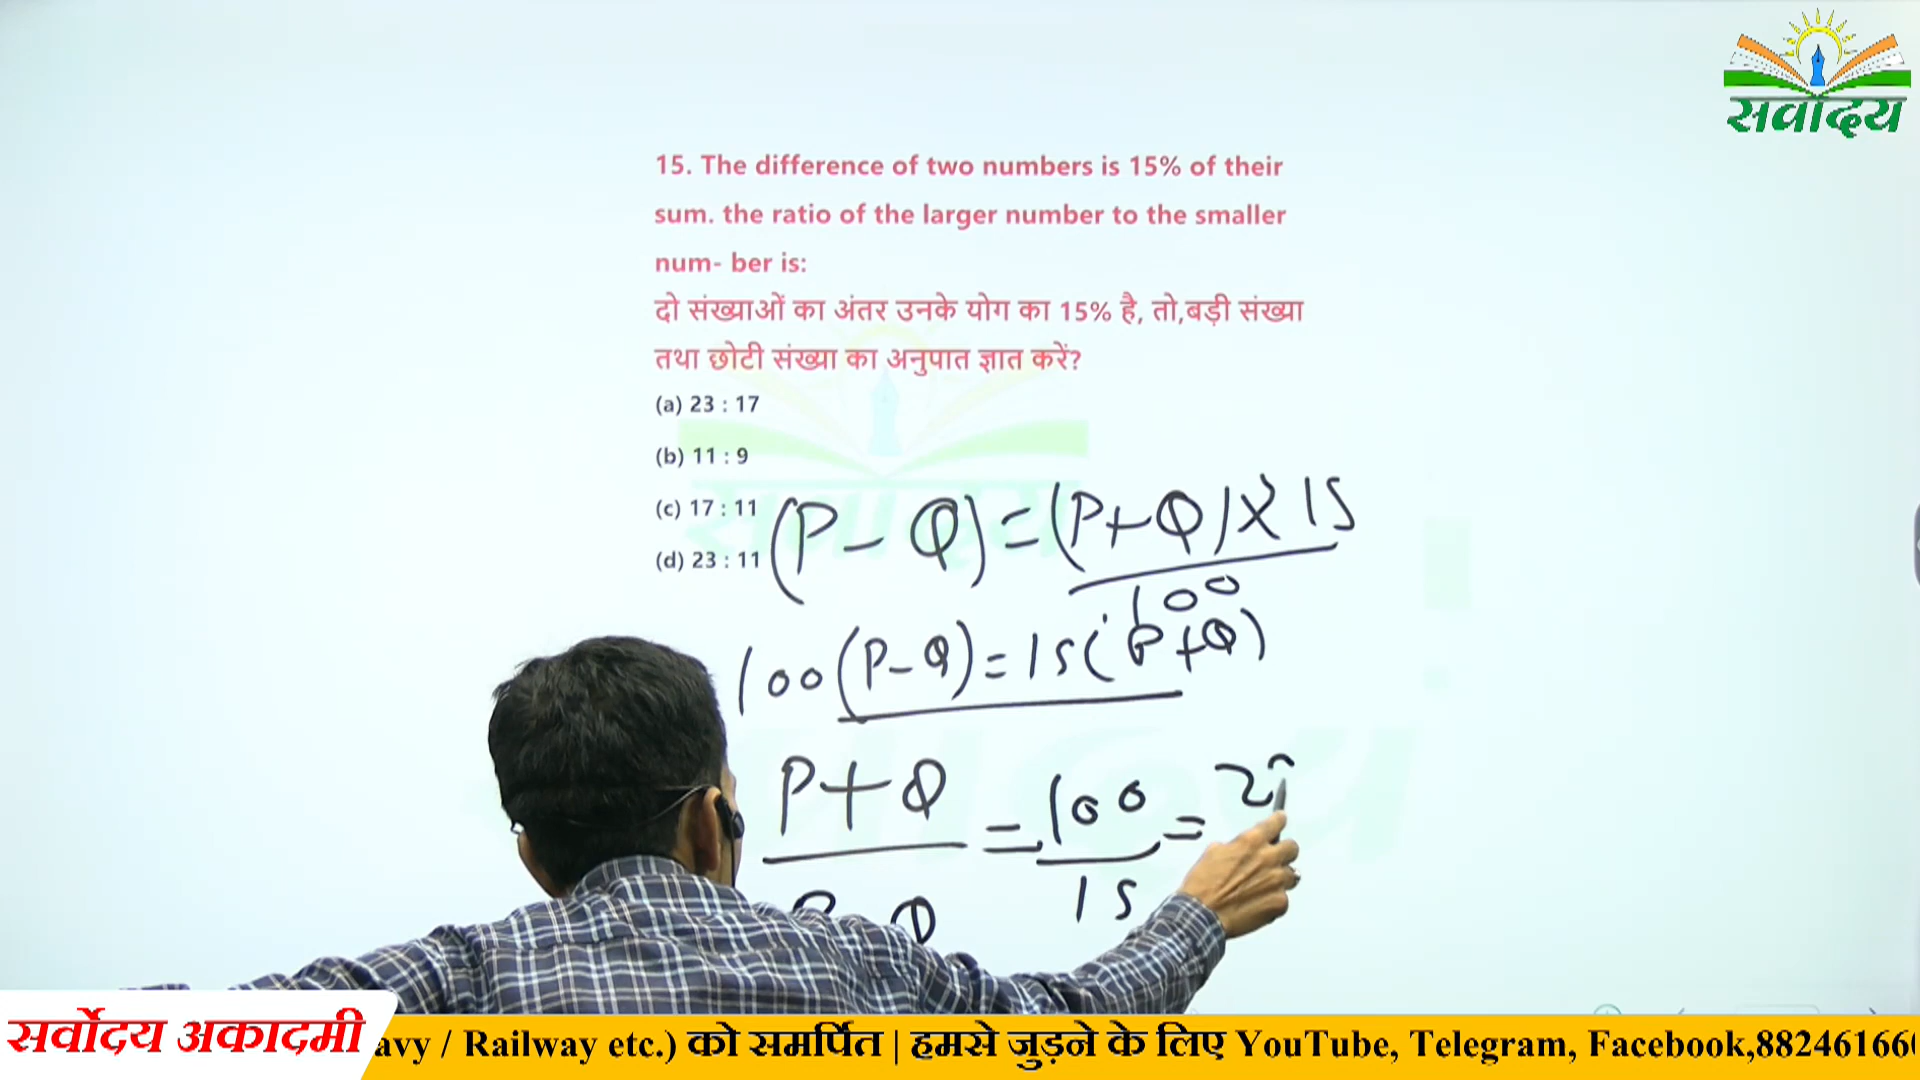 सर्वोदय
15. The difference of two numbers is 15% of their
sum. the ratio of the larger number to the smaller
num- ber is:
दो संख्याओं का अंतर उनके योग का 15% है, तो,बड़ी संख्या
तथा छोटी संख्या का अनुपात ज्ञात करें?
(a) 23 : 17
(b) 11 : 9
(c) 17 : 11
(d) 23 : 11
(P - Q) = (P+Q) X 15
100
100 (P-Q) = 15 (P+Q)
P+Q = 100 =
Q 15
सर्वोदय अकादमी
avy / Railway etc.) को समर्पित | हमसे जुड़ने के लिए YouTube, Telegram, Facebook,88246166